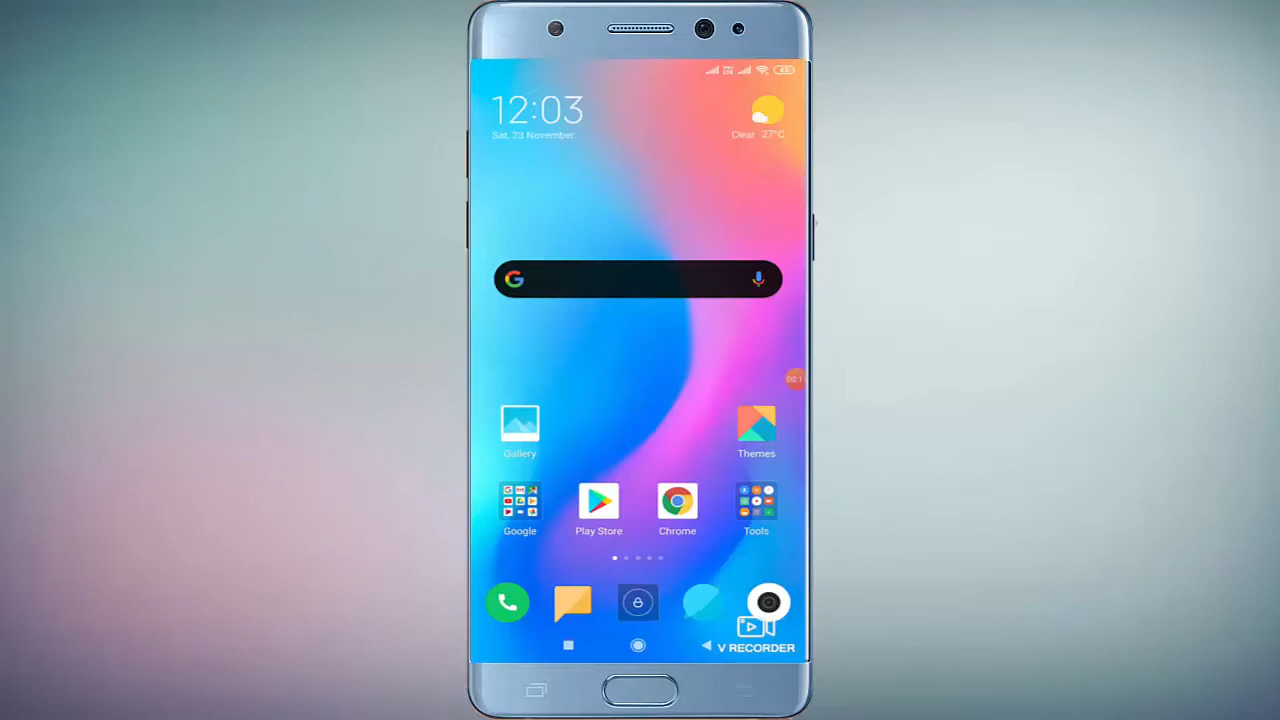 12:03
Sat, 23 November
Clear 27°C
Gallery
Themes
Google
Play Store
Chrome
Tools
V RECORDER